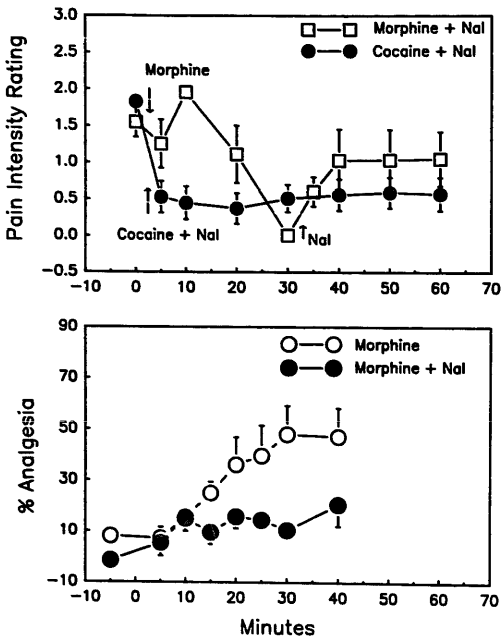 3.0
2.5
2.0
1.5
1.0
0.5
0.0
−0.5
Pain Intensity Rating
Morphine + Nal
Cocaine + Nal
Morphine
Cocaine + Nal
Nal
−10 0 10 20 30 40 50 60 70
90
70
50
30
10
−10
% Analgesia
Morphine
Morphine + Nal
−10 0 10 20 30 40 50 60 70
Minutes